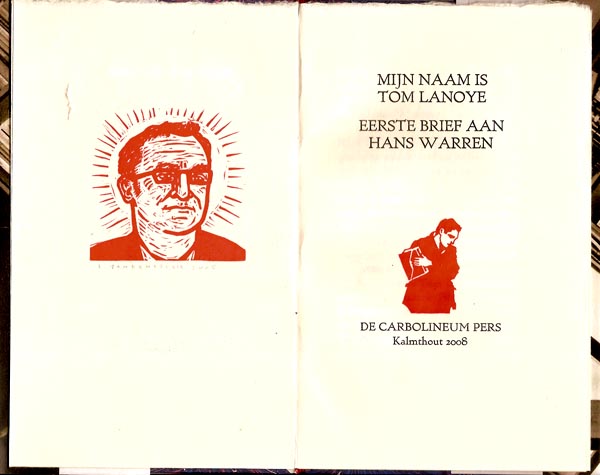 MIJN NAAM IS
TOM LANOYE
EERSTE BRIEF AAN
HANS WARREN
DE CARBOLINEUM PERS
Kalmthout 2008